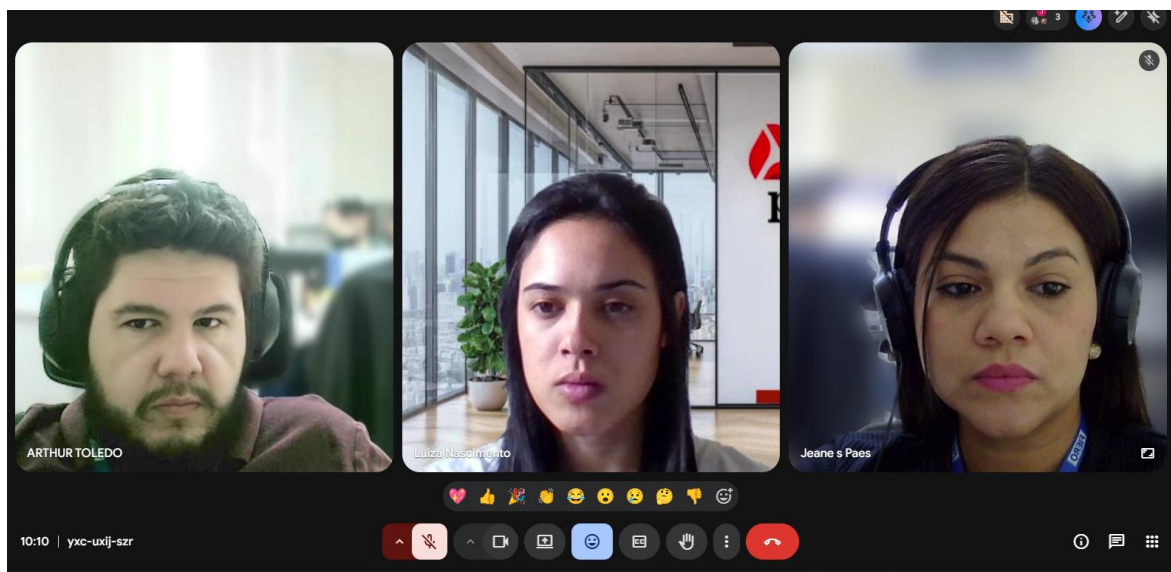 3
ARTHUR TOLEDO
Luiza Nascimento
Jeane s Paes
10:10 | yxc-uxij-szr